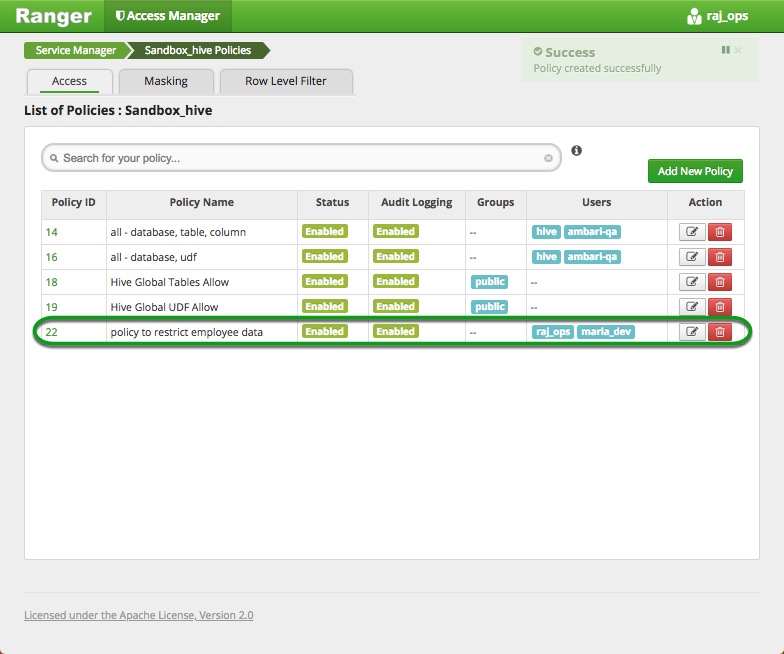 Ranger Access Manager raj_ops
Service Manager Sandbox_hive Policies
Success
Policy created successfully
Access Masking Row Level Filter
List of Policies : Sandbox_hive
Search for your policy...
Add New Policy
Policy ID Policy Name Status Audit Logging Groups Users Action
14 all - database, table, column Enabled Enabled -- hive ambari-qa
16 all - database, udf Enabled Enabled -- hive ambari-qa
18 Hive Global Tables Allow Enabled Enabled public --
19 Hive Global UDF Allow Enabled Enabled public --
22 policy to restrict employee data Enabled Enabled -- raj_ops maria_dev
Licensed under the Apache License, Version 2.0